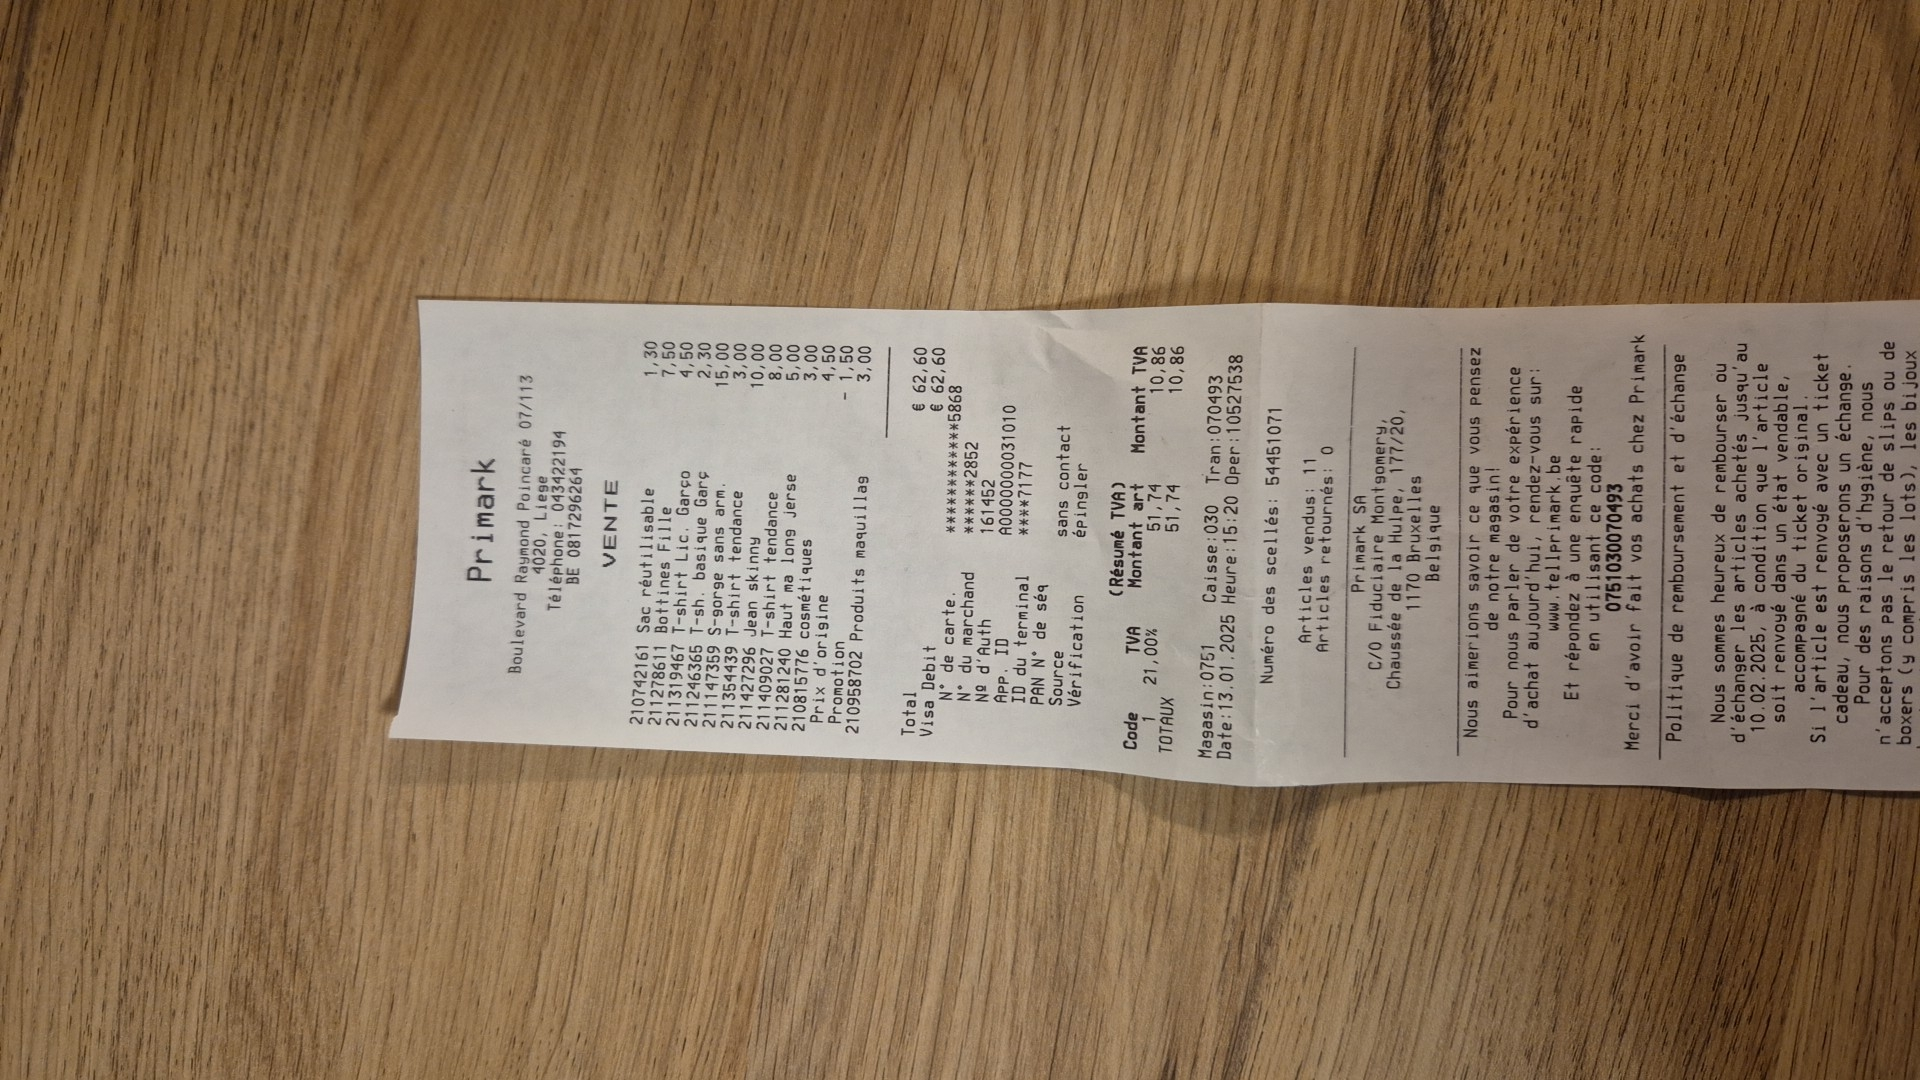 Primark
Boulevard Raymond Poincaré 07/113
4020, Liege
Téléphone: 043422194
BE 0817296264
VENTE
210742161 Sac réutilisable 1,30
211278611 Bottines Fille 7,50
211319467 T-shirt Lic. Garço 4,50
211246365 T-sh. basique Garç 2,30
211147359 S-gorge sans arm. 15,00
211354439 T-shirt tendance 3,00
211427296 Jean skinny 10,00
211409027 T-shirt tendance 8,00
211281240 Haut ma long jerse 5,00
210815776 cosmétiques 3,00
Prix d'origine 4,50
Promotion - 1,50
210958702 Produits maquillag 3,00
Total € 62,60
Visa Debit € 62,60
N° de carte. ************5868
N° du marchand ******2852
Nº d'Auth 161452
App. ID A0000000031010
ID du terminal ****7177
PAN N° de séq
Source sans contact
Vérification épingler
(Résumé TVA)
Code TVA Montant art Montant TVA
1 21,00% 51,74 10,86
TOTAUX 51,74 10,86
Magasin:0751 Caisse:030 Tran:070493
Date:13.01.2025 Heure:15:20 Oper:10527538
Numéro des scellés: 54451071
Articles vendus: 11
Articles retournés: 0
Primark SA
C/O Fiduciaire Montgomery,
Chaussée de la Hulpe, 177/20,
1170 Bruxelles
Belgique
Nous aimerions savoir ce que vous pensez
de notre magasin!
Pour nous parler de votre expérience
d'achat aujourd'hui, rendez-vous sur:
www.tellprimark.be
Et répondez à une enquête rapide
en utilisant ce code:
0751030070493
Merci d'avoir fait vos achats chez Primark
Politique de remboursement et d'échange
Nous sommes heureux de rembourser ou
d'échanger les articles achetés jusqu'au
10.02.2025, à condition que l'article
soit renvoyé dans un état vendable,
accompagné du ticket original.
Si l'article est renvoyé avec un ticket
cadeau, nous proposerons un échange.
Pour des raisons d'hygiène, nous
n'acceptons pas le retour de slips ou de
boxers (y compris les lots), les bijoux